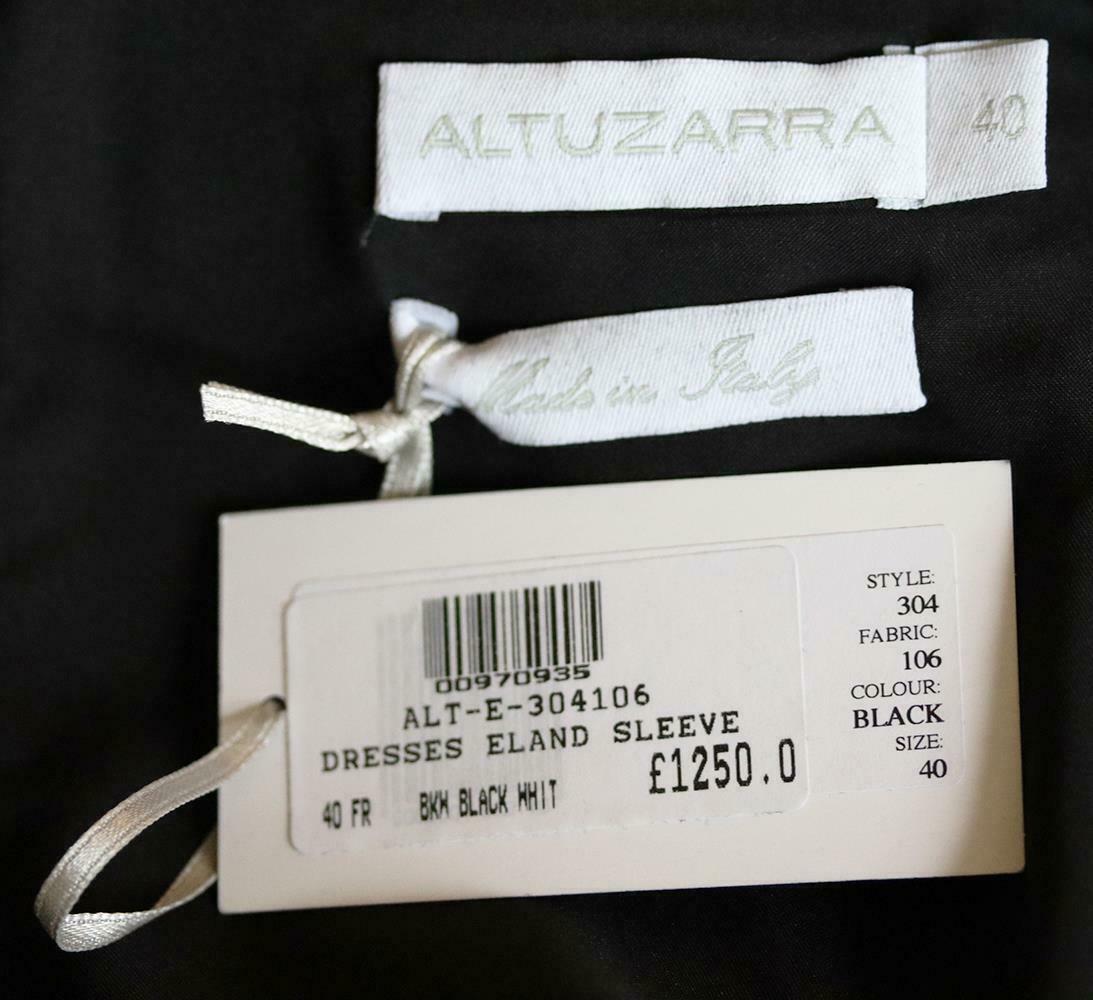 ALTUZARRA
40
Made in Italy
00970935
ALT-E-304106
DRESSES ELAND SLEEVE
£1250.0
40 FR BKW BLACK WHIT
STYLE:
304
FABRIC:
106
COLOUR:
BLACK
SIZE:
40